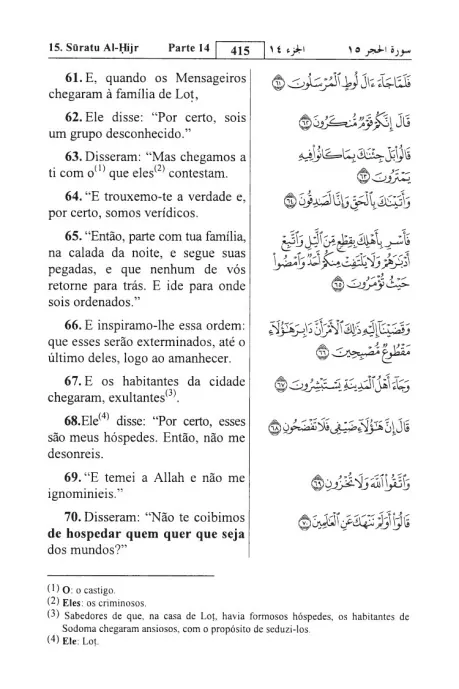 15. Sūratu Al-Ḥijr Parte 14 415 الجزء ١٤ سورة الحجر ١٥
61. E, quando os Mensageiros
chegaram à família de Loṭ,
فَلَمَّا جَآءَ ءَالَ لُوطٍ ٱلْمُرْسَلُونَ ٦١
62. Ele disse: “Por certo, sois
um grupo desconhecido.”
قَالَ إِنَّكُمْ قَوْمٌ مُّنكَرُونَ ٦٢
63. Disseram: “Mas chegamos a
ti com o(1) que eles(2) contestam.
قَالُوا۟ بَلْ جِئْنَٰكَ بِمَا كَانُوا۟ فِيهِ
يَمْتَرُونَ ٦٣
64. “E trouxemo-te a verdade e,
por certo, somos verídicos.
وَأَتَيْنَٰكَ بِٱلْحَقِّ وَإِنَّا لَصَٰدِقُونَ ٦٤
65. “Então, parte com tua família,
na calada da noite, e segue suas
pegadas, e que nenhum de vós
retorne para trás. E ide para onde
sois ordenados.”
فَأَسْرِ بِأَهْلِكَ بِقِطْعٍ مِّنَ ٱلَّيْلِ وَٱتَّبِعْ
أَدْبَٰرَهُمْ وَلَا يَلْتَفِتْ مِنكُمْ أَحَدٌ وَٱمْضُوا۟
حَيْثُ تُؤْمَرُونَ ٦٥
66. E inspiramo-lhe essa ordem:
que esses serão exterminados, até o
último deles, logo ao amanhecer.
وَقَضَيْنَآ إِلَيْهِ ذَٰلِكَ ٱلْأَمْرَ أَنَّ دَابِرَ هَٰٓؤُلَآءِ
مَقْطُوعٌ مُّصْبِحِينَ ٦٦
67. E os habitantes da cidade
chegaram, exultantes(3).
وَجَآءَ أَهْلُ ٱلْمَدِينَةِ يَسْتَبْشِرُونَ ٦٧
68.Ele(4) disse: “Por certo, esses
são meus hóspedes. Então, não me
desonreis.
قَالَ إِنَّ هَٰٓؤُلَآءِ ضَيْفِى فَلَا تَفْضَحُونِ ٦٨
69. “E temei a Allah e não me
ignominieis.”
وَٱتَّقُوا۟ ٱللَّهَ وَلَا تُخْزُونِ ٦٩
70. Disseram: “Não te coibimos
de hospedar quem quer que seja
dos mundos?”
قَالُوٓا۟ أَوَلَمْ نَنْهَكَ عَنِ ٱلْعَٰلَمِينَ ٧٠
(1) O: o castigo.
(2) Eles: os criminosos.
(3) Sabedores de que, na casa de Loṭ, havia formosos hóspedes, os habitantes de
Sodoma chegaram ansiosos, com o propósito de seduzi-los.
(4) Ele: Loṭ.